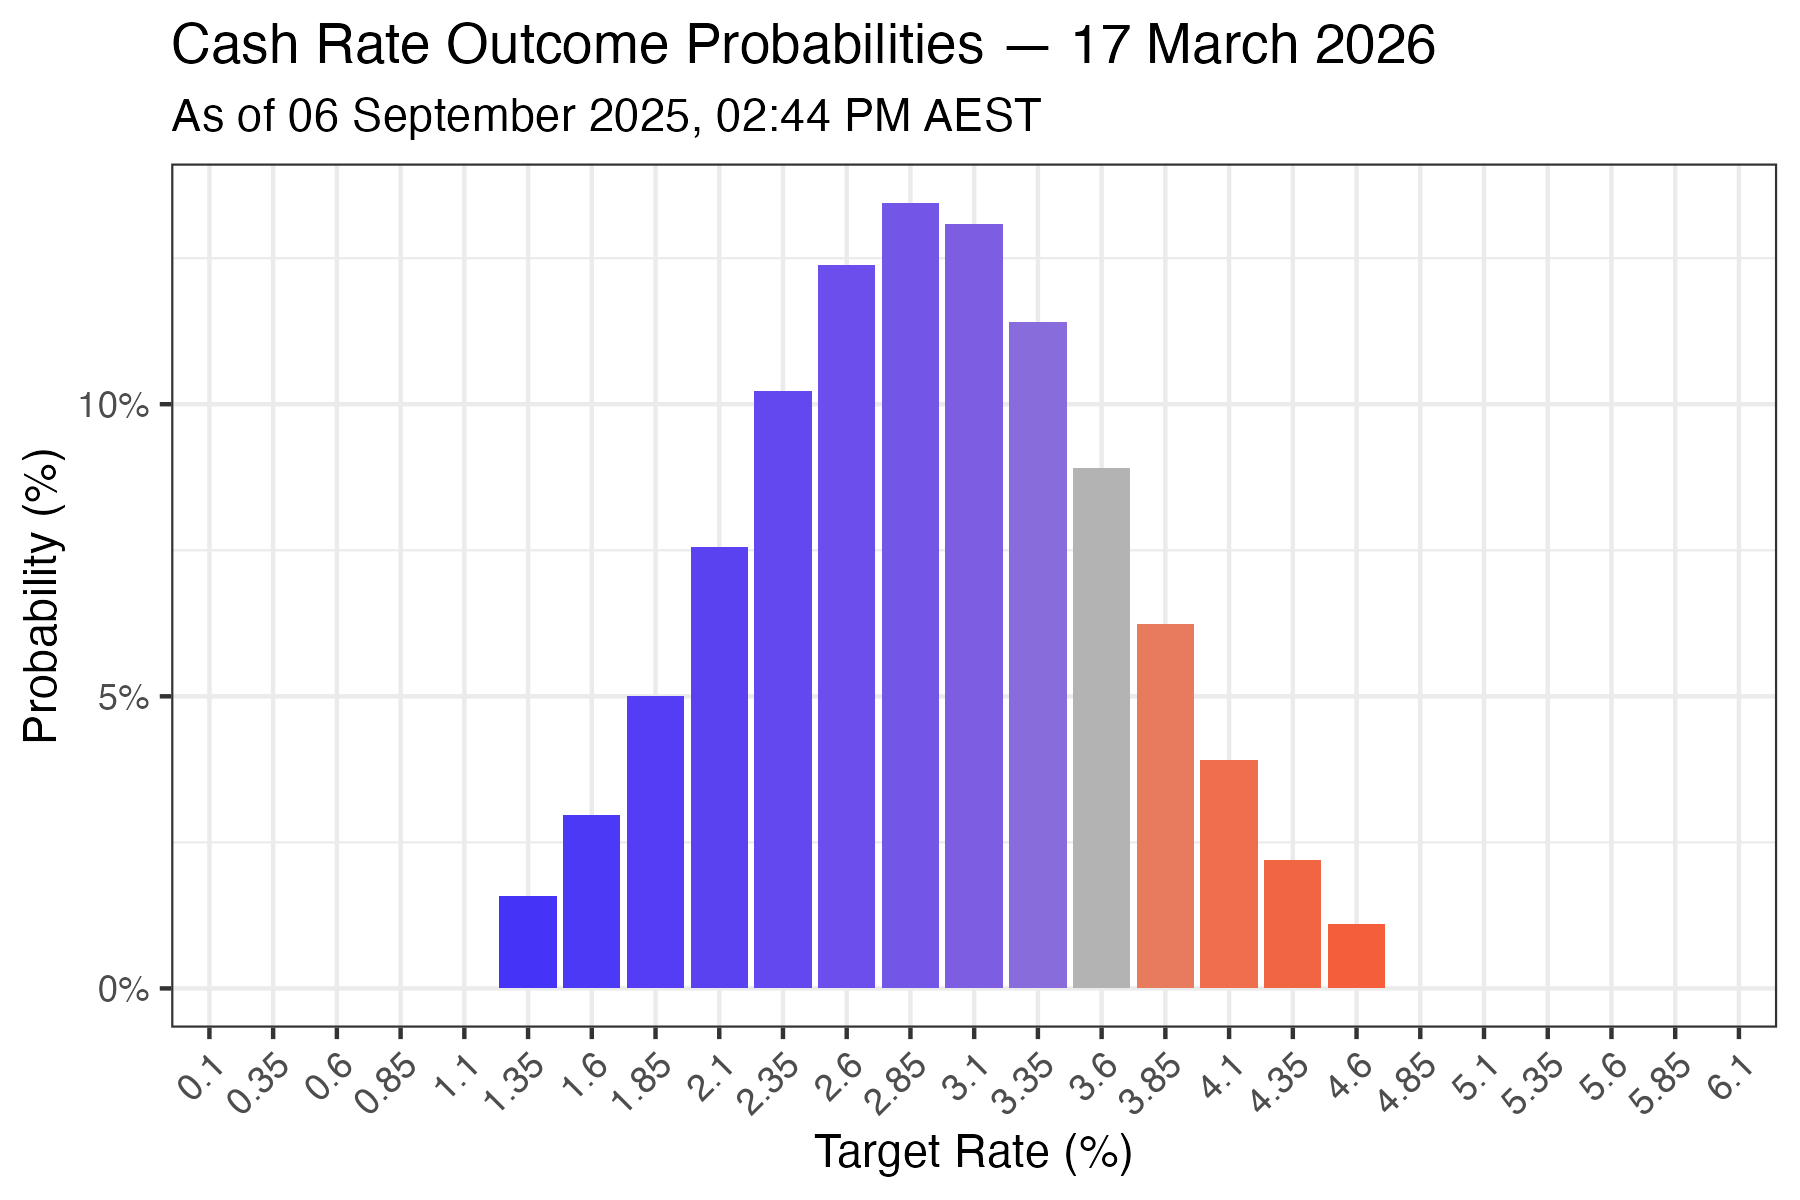 Cash Rate Outcome Probabilities — 17 March 2026
As of 06 September 2025, 02:44 PM AEST
Probability (%)
10%
5%
0%
0.1 0.35 0.6 0.85 1.1 1.35 1.6 1.85 2.1 2.35 2.6 2.85 3.1 3.35 3.6 3.85 4.1 4.35 4.6 4.85 5.1 5.35 5.6 5.85 6.1
Target Rate (%)